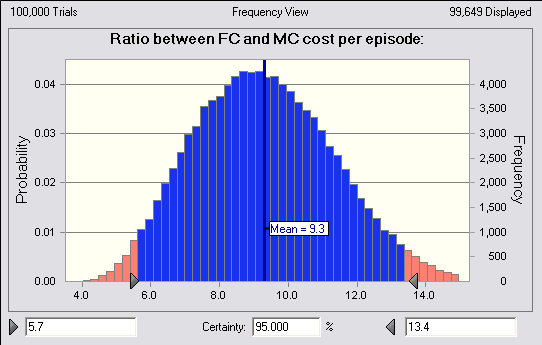 100,000 Trials Frequency View 99,649 Displayed
Ratio between FC and MC cost per episode:
Probability
0.04
0.03
0.02
0.01
0.00
Mean = 9.3
4,000
3,500
3,000
2,500
2,000
1,500
1,000
500
0
Frequency
4.0 6.0 8.0 10.0 12.0 14.0
5.7 Certainty: 95.000 % 13.4